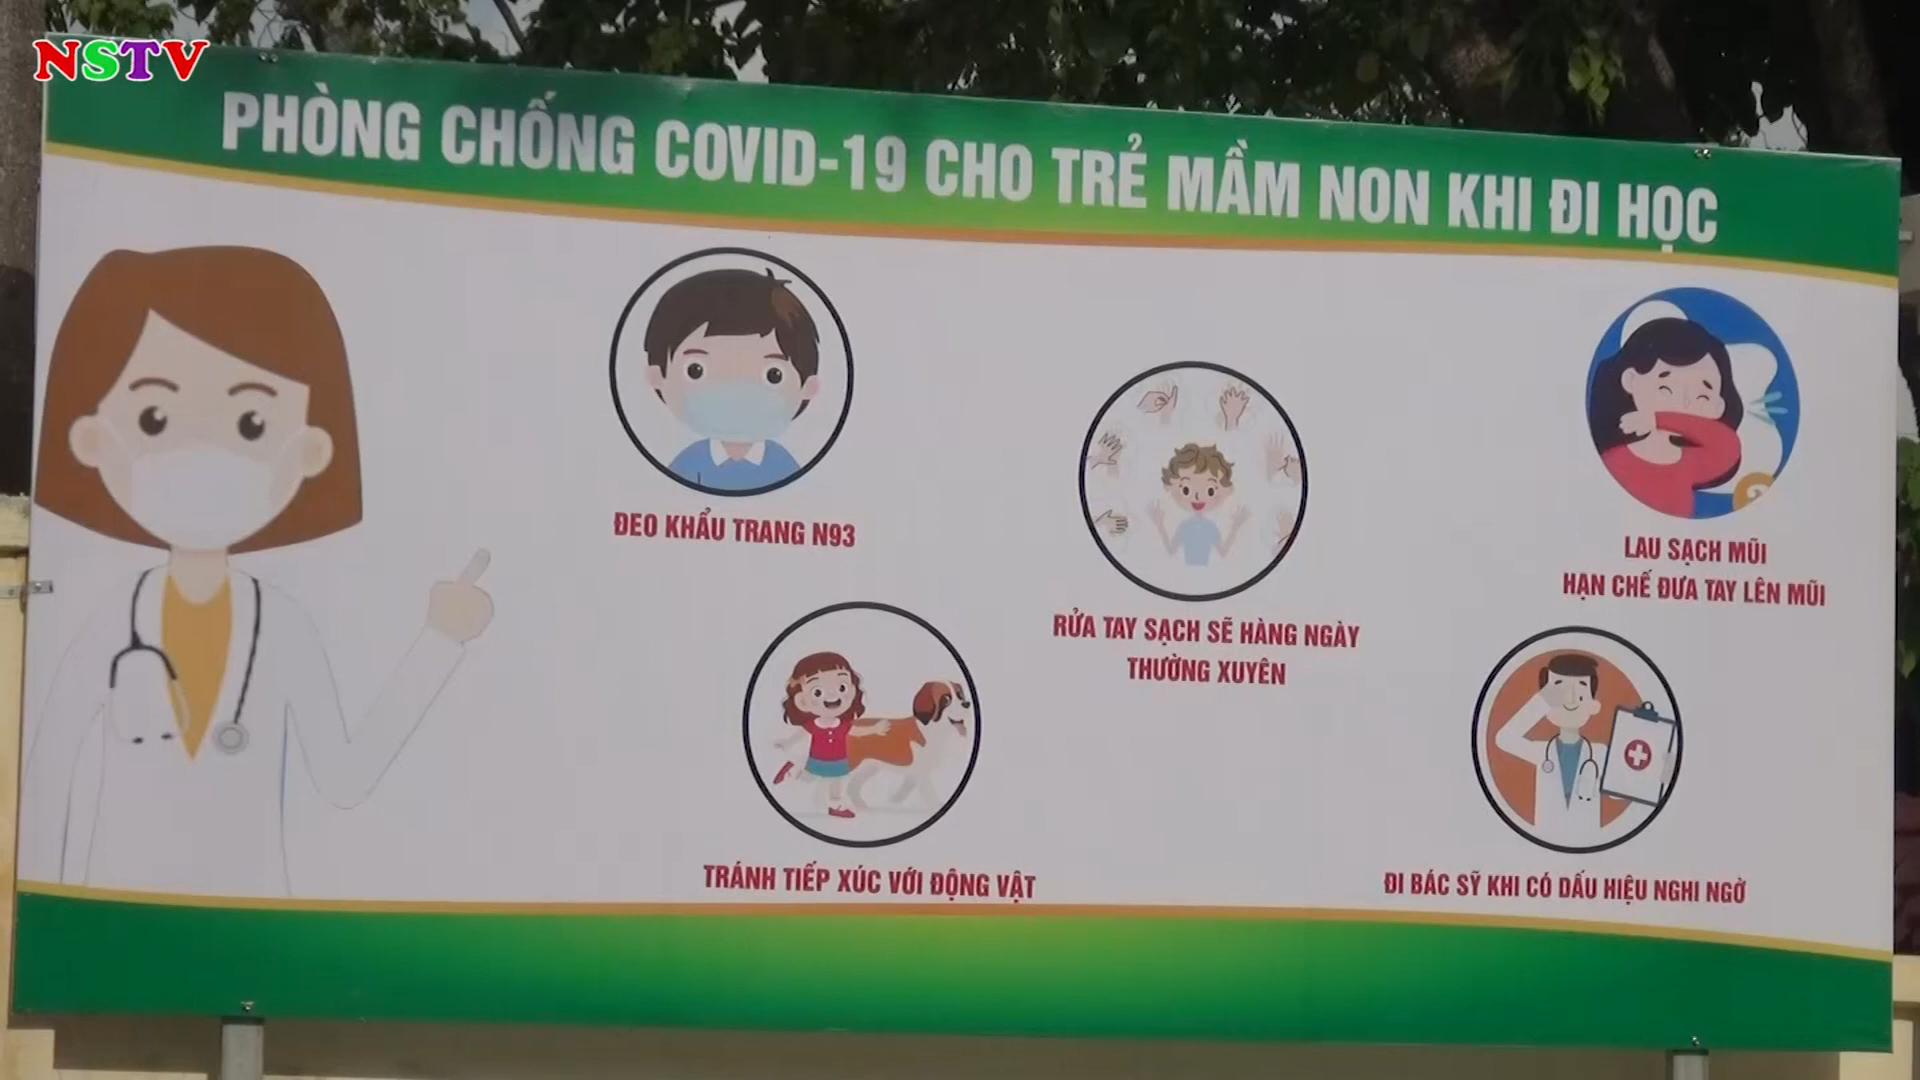 NSTV
PHÒNG CHỐNG COVID-19 CHO TRẺ MẦM NON KHI ĐI HỌC
ĐEO KHẨU TRANG N93
RỬA TAY SẠCH SẼ HÀNG NGÀY
THƯỜNG XUYÊN
LAU SẠCH MŨI
HẠN CHẾ ĐƯA TAY LÊN MŨI
TRÁNH TIẾP XÚC VỚI ĐỘNG VẬT
ĐI BÁC SỸ KHI CÓ DẤU HIỆU NGHI NGỜ